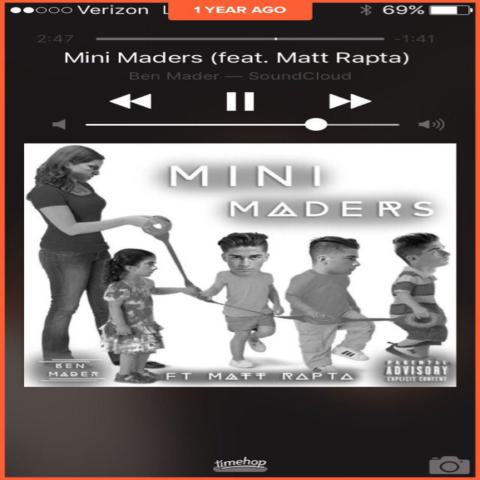 Verizon L
1 YEAR AGO
69%
2:47
-1:41
Mini Maders (feat. Matt Rapta)
Ben Mader — SoundCloud
MINI
MADERS
BEN
MADER
FT MATT RAPTA
PARENTAL
ADVISORY
EXPLICIT CONTENT
timehop